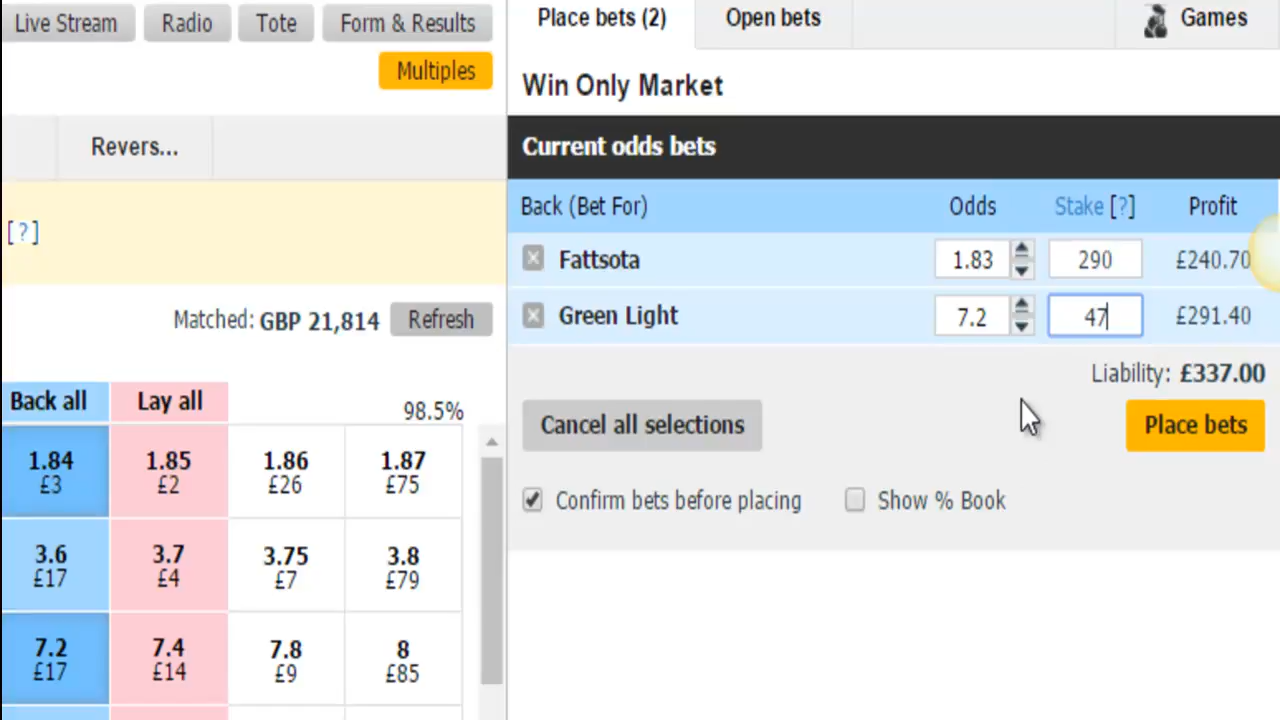 Live Stream Radio Tote Form & Results
Multiples
Revers...
[?]
Matched: GBP 21,814 Refresh
Back all Lay all 98.5%
1.84 1.85 1.86 1.87
£3 £2 £26 £75
3.6 3.7 3.75 3.8
£17 £4 £7 £79
7.2 7.4 7.8 8
£17 £14 £9 £85
Place bets (2) Open bets Games
Win Only Market
Current odds bets
Back (Bet For) Odds Stake [?] Profit
Fattsota 1.83 290 £240.70
Green Light 7.2 47 £291.40
Liability: £337.00
Cancel all selections Place bets
Confirm bets before placing Show % Book